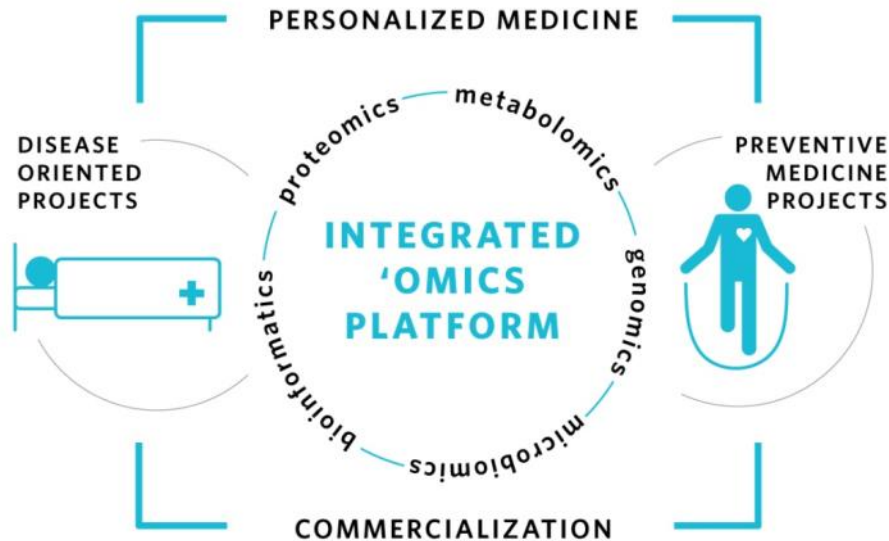 PERSONALIZED MEDICINE
DISEASE
ORIENTED
PROJECTS
PREVENTIVE
MEDICINE
PROJECTS
proteomics
metabolomics
genomics
microbiomics
bioinformatics
INTEGRATED
‘OMICS
PLATFORM
COMMERCIALIZATION